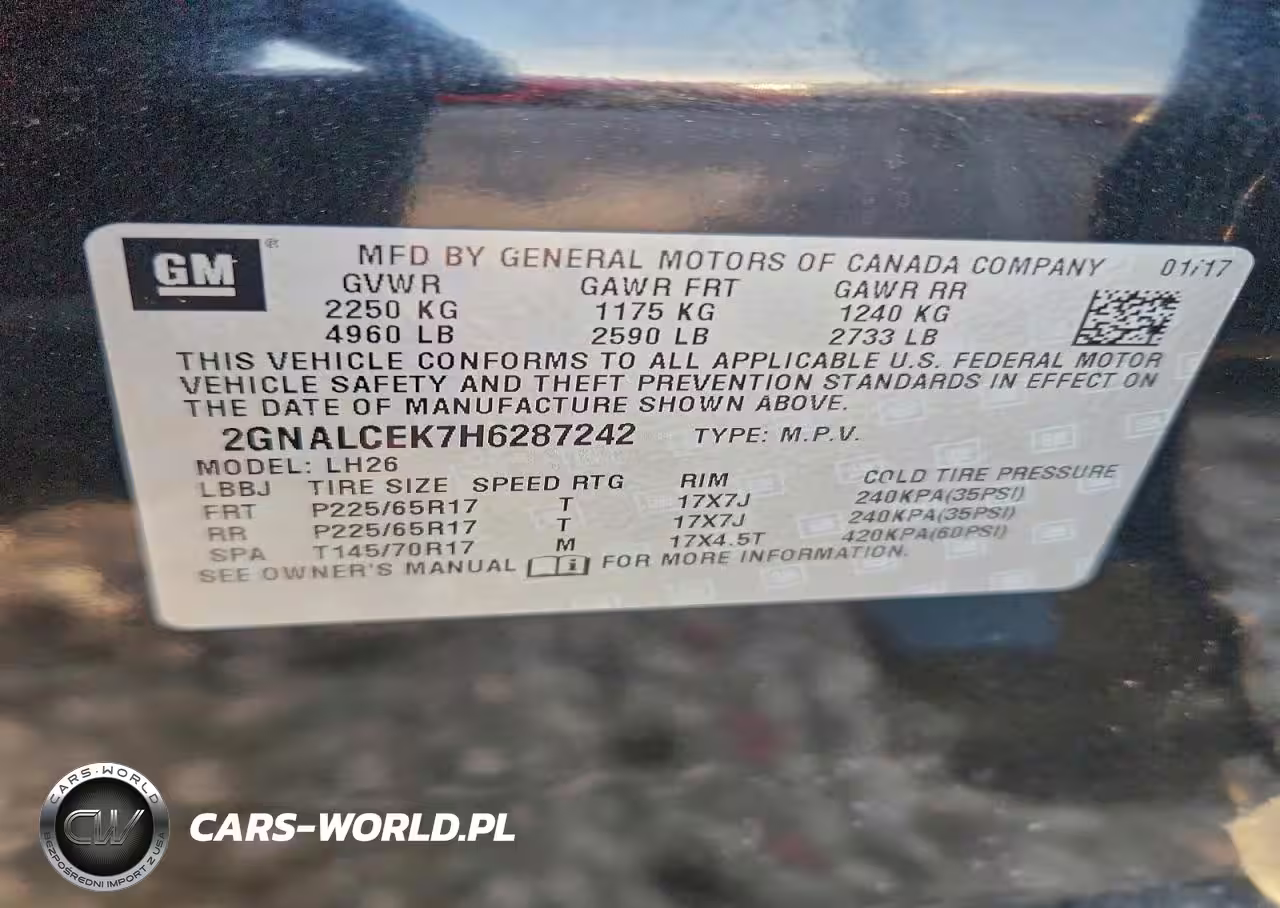 GM ® MFD BY GENERAL MOTORS OF CANADA COMPANY 01/17
GVWR GAWR FRT GAWR RR
2250 KG 1175 KG 1240 KG
4960 LB 2590 LB 2733 LB
THIS VEHICLE CONFORMS TO ALL APPLICABLE U.S. FEDERAL MOTOR
VEHICLE SAFETY AND THEFT PREVENTION STANDARDS IN EFFECT ON
THE DATE OF MANUFACTURE SHOWN ABOVE.
2GNALCEK7H6287242 TYPE: M.P.V.
MODEL: LH26
LBBJ TIRE SIZE SPEED RTG RIM COLD TIRE PRESSURE
FRT P225/65R17 T 17X7J 240KPA(35PSI)
RR P225/65R17 T 17X7J 240KPA(35PSI)
SPA T145/70R17 M 17X4.5T 420KPA(60PSI)
SEE OWNER'S MANUAL FOR MORE INFORMATION.
CARS-WORLD
CW
BEZPOŚREDNI IMPORT Z USA
CARS-WORLD.PL